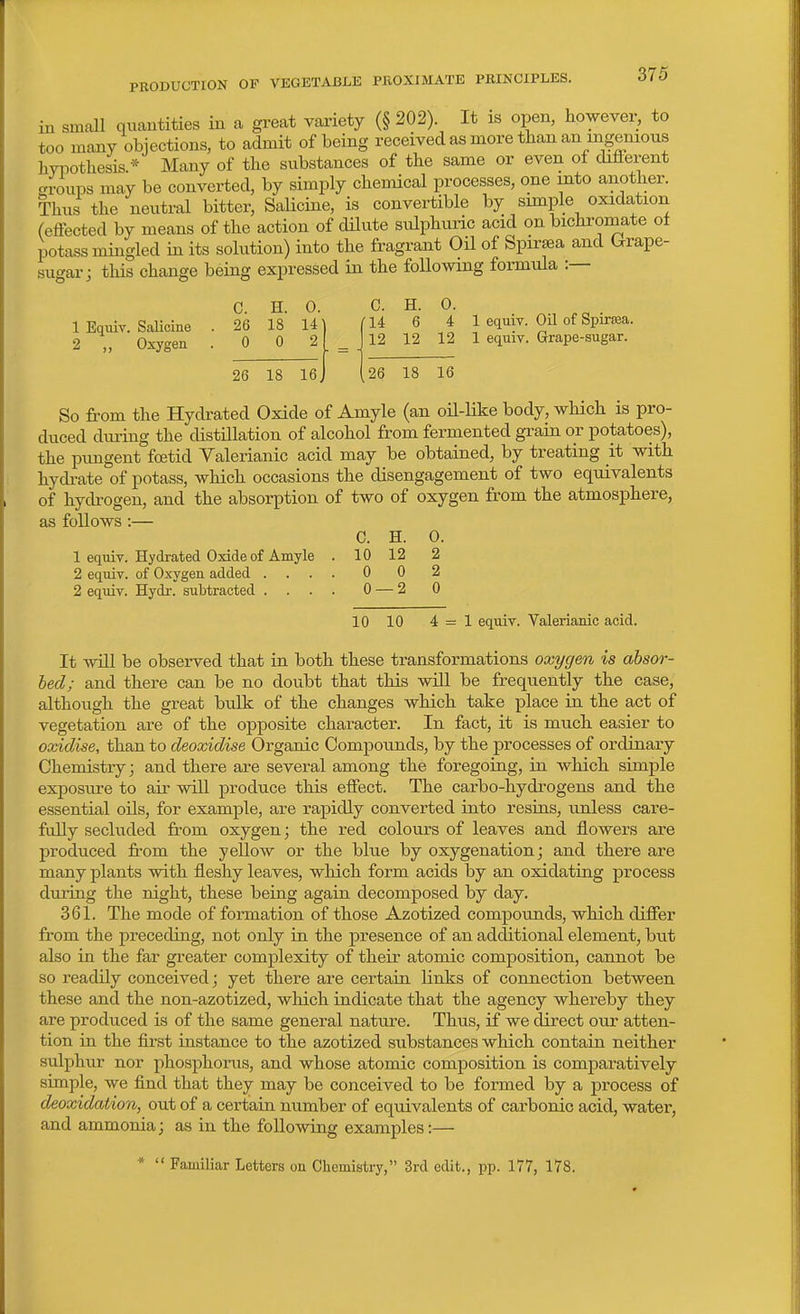 PRODUCTION OF VEGETABLE PROXIMATE PRINCIPLES. 375
in small quantities in a great variety (§ 202). It is open, however, to
too many objections, to admit of being received as more than an ingenious
hypothesis.* Many of the substances of the same or even of different
groups may be converted, by simply chemical processes, one into another.
Thus the neutral bitter, Salicine, is convertible by simple oxidation
(effected by means of the action of dilute sulphuric acid on bichromate of
potass mingled in its solution) into the fragrant Oil of Spiræa and Grape-
sugar; this change being expressed in the following formula :—
C. H. O. C. H. O.
1 Equiv. Salicine . 26 18 14 } { 14 6 4 1 equiv. Oil of Spiræa.
2 ,, Oxygen . 0 0 2 } = { 12 12 12 1 equiv. Grape-sugar.
26 18 16 } { 26 18 16
So from the Hydrated Oxide of Amyle (an oil-like body, which is pro-
duced during the distillation of alcohol from fermented grain or potatoes),
the pungent fœtid Valerianic acid may be obtained, by treating it with
hydrate of potass, which occasions the disengagement of two equivalents
of hydrogen, and the absorption of two of oxygen from the atmosphere,
as follows :—
C. H. O.
1 equiv. Hydrated Oxide of Amyle . 10 12 2
2 equiv. of Oxygen added . . . . 0 0 2
2 equiv. Hydr. subtracted . . . . 0 — 2 0
10 10 4 = 1 equiv. Valerianic acid.
It will be observed that in both these transformations oxygen is absor-
bed; and there can be no doubt that this will be frequently the case,
although the great bulk of the changes which take place in the act of
vegetation are of the opposite character. In fact, it is much easier to
oxidise, than to deoxidise Organic Compounds, by the processes of ordinary
Chemistry; and there are several among the foregoing, in which simple
exposure to air will produce this effect. The carbo-hydrogens and the
essential oils, for example, are rapidly converted into resins, unless care-
fully secluded from oxygen; the red colours of leaves and flowers are
produced from the yellow or the blue by oxygenation; and there are
many plants with fleshy leaves, which form acids by an oxidating process
during the night, these being again decomposed by day.
361. The mode of formation of those Azotized compounds, which differ
from the preceding, not only in the presence of an additional element, but
also in the far greater complexity of their atomic composition, cannot be
so readily conceived; yet there are certain links of connection between
these and the non-azotized, which indicate that the agency whereby they
are produced is of the same general nature. Thus, if we direct our atten-
tion in the first instance to the azotized substances which contain neither
sulphur nor phosphorus, and whose atomic composition is comparatively
simple, we find that they may be conceived to be formed by a process of
deoxidation, out of a certain number of equivalents of carbonic acid, water,
and ammonia; as in the following examples:—
* “ Familiar Letters on Chemistry,” 3rd edit., pp. 177, 178.